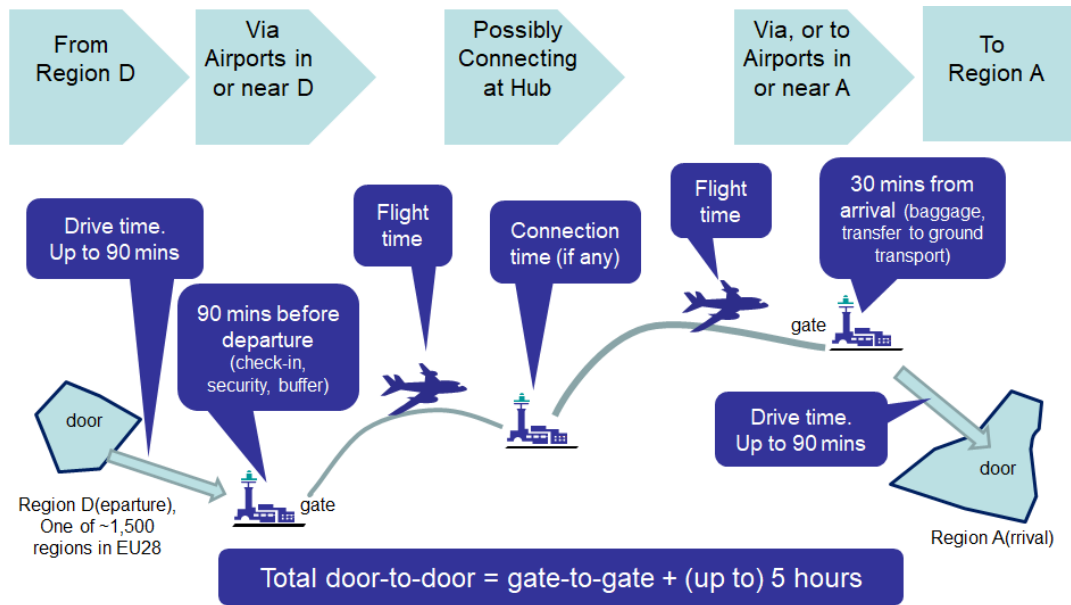 From
Region D
Via
Airports in
or near D
Possibly
Connecting
at Hub
Via, or to
Airports in
or near A
To
Region A
Drive time.
Up to 90 mins
90 mins before
departure
(check-in,
security, buffer)
Flight
time
Connection
time (if any)
Flight
time
30 mins from
arrival (baggage,
transfer to ground
transport)
gate
door
gate
Drive time.
Up to 90 mins
door
Region D(eparture),
One of ~1,500
regions in EU28
Region A(rrival)
Total door-to-door = gate-to-gate + (up to) 5 hours